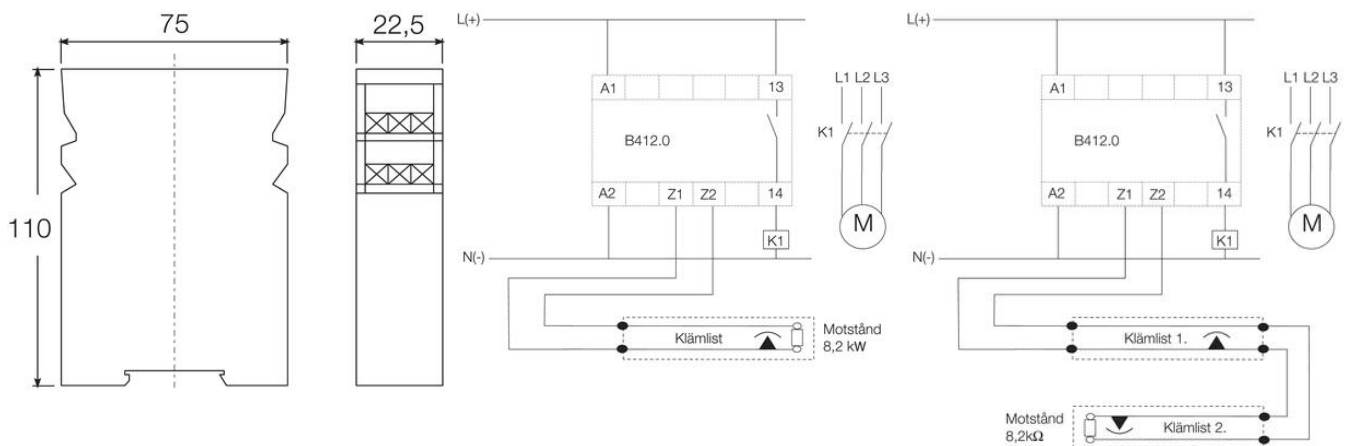 75
110
22,5
L(+)
A1 13
B412.0
A2 Z1 Z2 14
K1
N(-)
Klämlist
Motstånd
8,2 kW
L1 L2 L3
K1
M
L(+)
A1 13
B412.0
A2 Z1 Z2 14
K1
N(-)
Klämlist 1.
Motstånd
8,2kΩ
Klämlist 2.
L1 L2 L3
K1
M